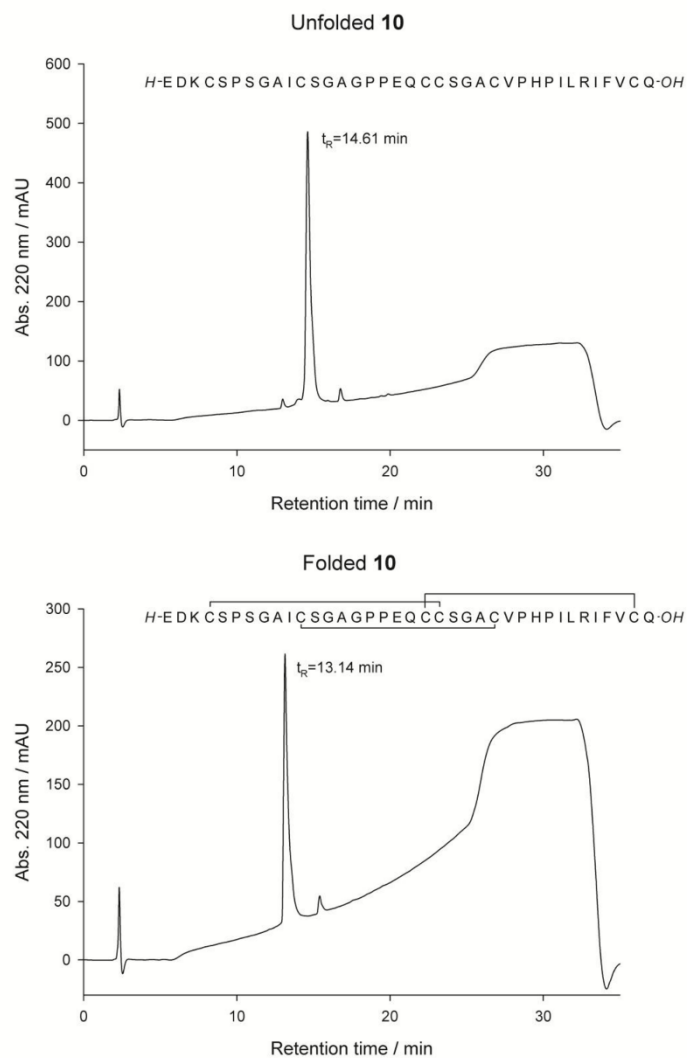 Unfolded 10
H-EDKCSPSGAICSGAGPPEQCCSGACVPHPILRIFVCQ-OH
600
500
400
300
200
100
0
Abs. 220 nm / mAU
tR=14.61 min
0 10 20 30
Retention time / min
Folded 10
H-EDKCSPSGAICSGAGPPEQCCSGACVPHPILRIFVCQ-OH
300
250
200
150
100
50
0
Abs. 220 nm / mAU
tR=13.14 min
0 10 20 30
Retention time / min